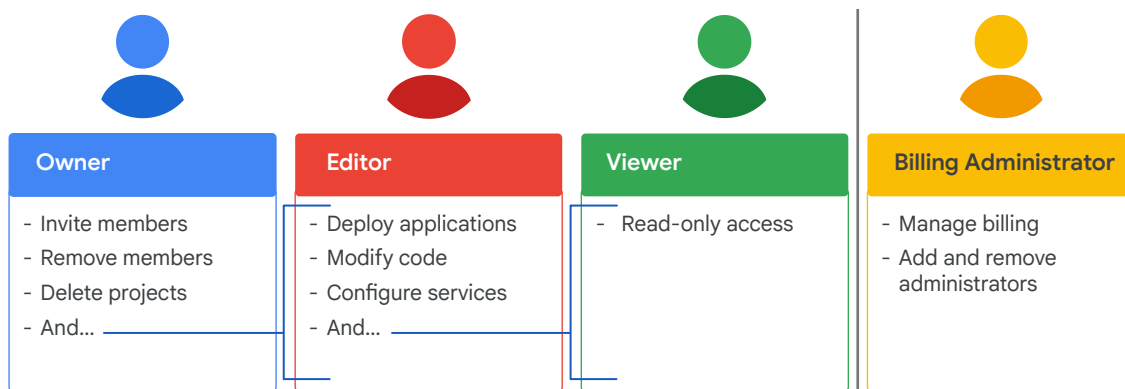 Owner
- Invite members
- Remove members
- Delete projects
- And...
Editor
- Deploy applications
- Modify code
- Configure services
- And...
Viewer
- Read-only access
Billing Administrator
- Manage billing
- Add and remove
administrators